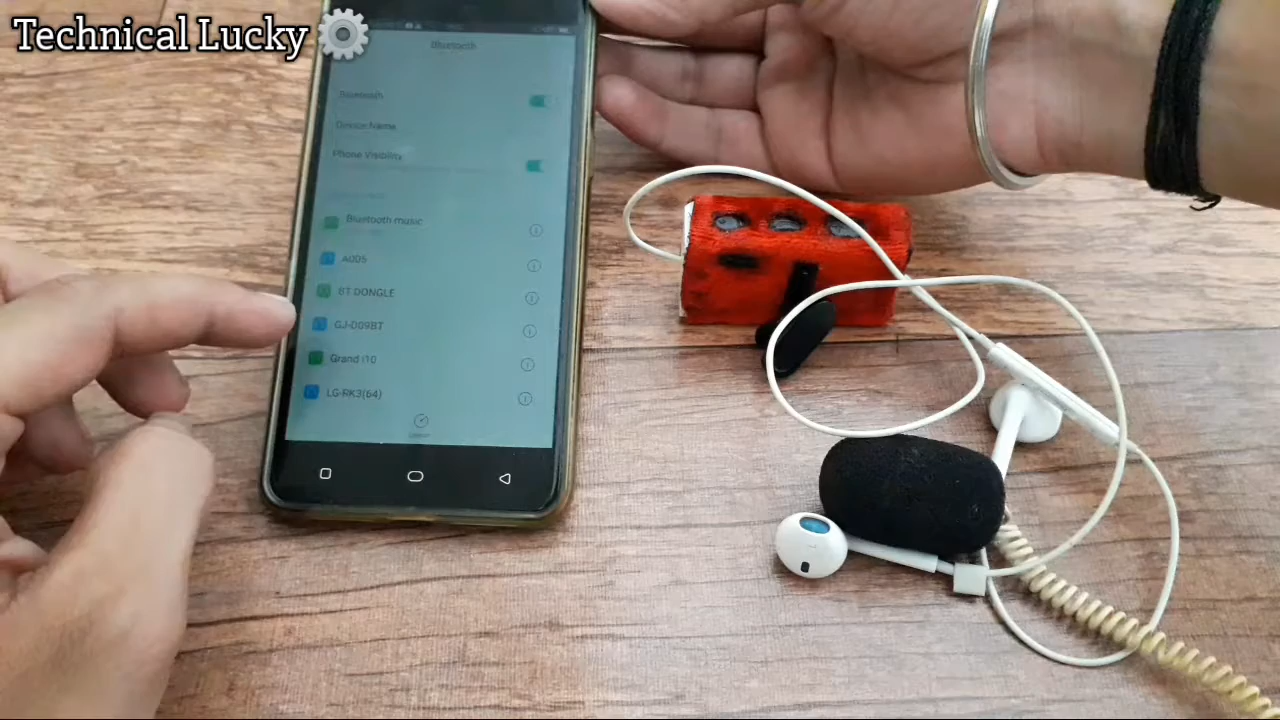 Technical Lucky
Bluetooth
Bluetooth
Device Name
Phone Visibility
Bluetooth music
A005
BT DONGLE
GJ-D09BT
Grand i10
LG-RK3(64)